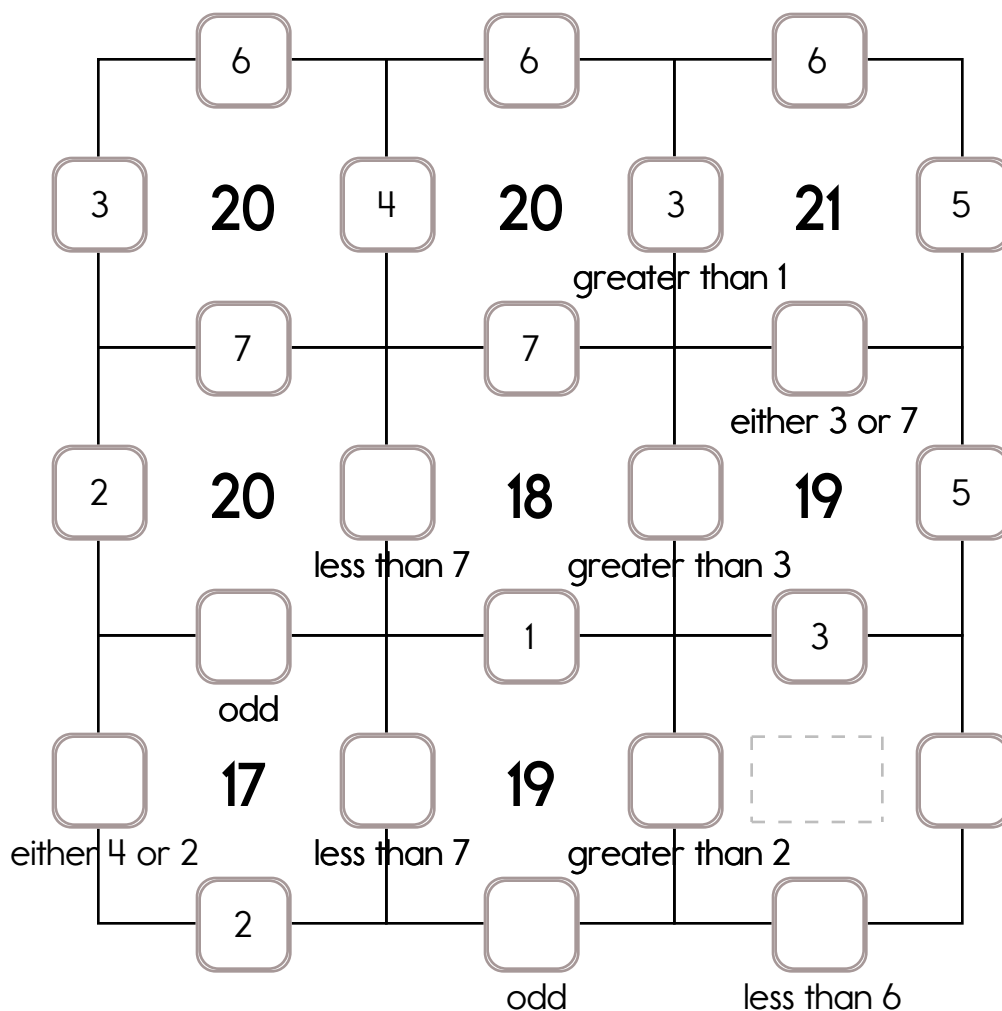 6 6 6
3 20 4 20 3 21 5
greater than 1
7 7
either 3 or 7
2 20 18 19 5
less than 7 greater than 3
1 3
odd
17 19
either 4 or 2 less than 7 greater than 2
2
odd less than 6